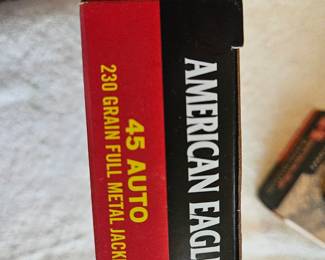 AMERICAN EAGL
45 AUTO
230 GRAIN FULL METAL JACK